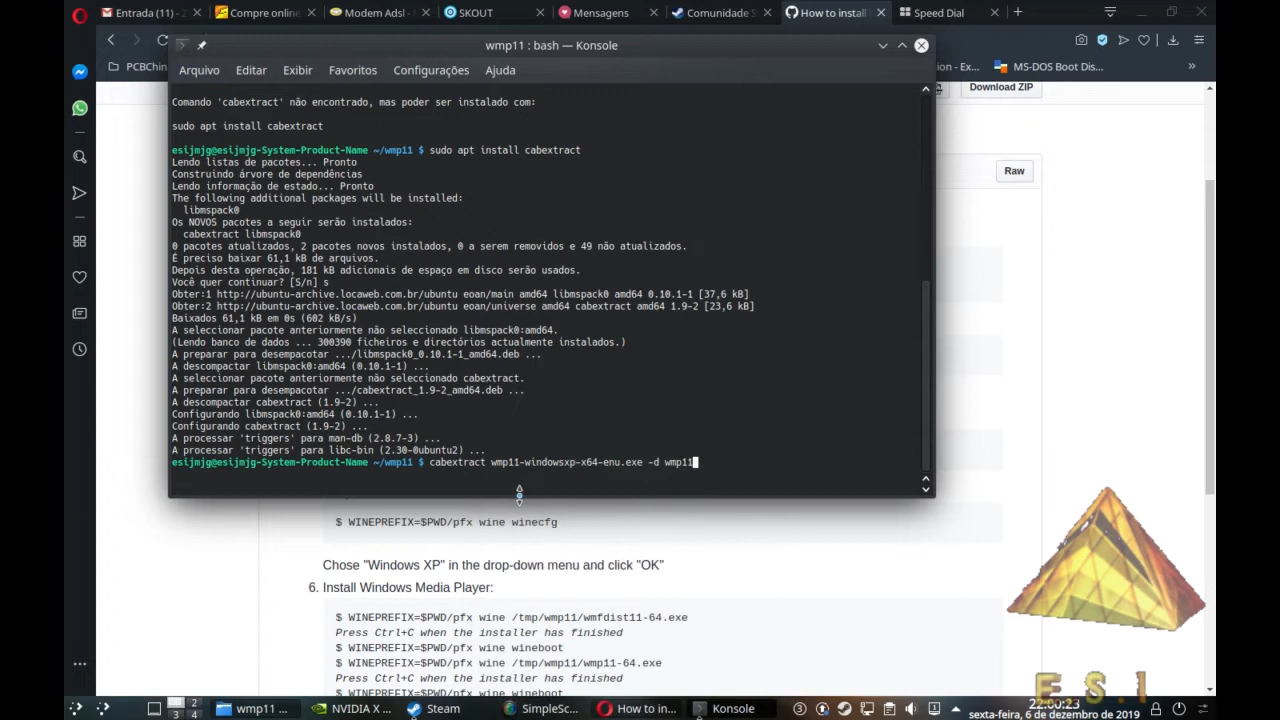 Entrada (11) - 2
Compre online
Modem Adsl -
SKOUT
Mensagens
Comunidade S
How to install
Speed Dial
PCBChin
ion - Ex...
MS-DOS Boot Dis...
»
wmp11 : bash — Konsole
Arquivo Editar Exibir Favoritos Configurações Ajuda
Download ZIP
Raw
Comando 'cabextract' não encontrado, mas poder ser instalado com:
sudo apt install cabextract
esijmjg@esijmjg-System-Product-Name ~/wmp11 $ sudo apt install cabextract
Lendo listas de pacotes... Pronto
Construindo árvore de dependências
Lendo informação de estado... Pronto
The following additional packages will be installed:
libmspack0
Os NOVOS pacotes a seguir serão instalados:
cabextract libmspack0
0 pacotes atualizados, 2 pacotes novos instalados, 0 a serem removidos e 49 não atualizados.
É preciso baixar 61,1 kB de arquivos.
Depois desta operação, 181 kB adicionais de espaço em disco serão usados.
Você quer continuar? [S/n] s
Obter:1 http://ubuntu-archive.locaweb.com.br/ubuntu eoan/main amd64 libmspack0 amd64 0.10.1-1 [37,6 kB]
Obter:2 http://ubuntu-archive.locaweb.com.br/ubuntu eoan/universe amd64 cabextract amd64 1.9-2 [23,6 kB]
Baixados 61,1 kB em 0s (602 kB/s)
A seleccionar pacote anteriormente não seleccionado libmspack0:amd64.
(Lendo banco de dados ... 300390 ficheiros e directórios actualmente instalados.)
A preparar para desempacotar .../libmspack0_0.10.1-1_amd64.deb ...
A descompactar libmspack0:amd64 (0.10.1-1) ...
A seleccionar pacote anteriormente não seleccionado cabextract.
A preparar para desempacotar .../cabextract_1.9-2_amd64.deb ...
A descompactar cabextract (1.9-2) ...
Configurando libmspack0:amd64 (0.10.1-1) ...
Configurando cabextract (1.9-2) ...
A processar 'triggers' para man-db (2.8.7-3) ...
A processar 'triggers' para libc-bin (2.30-0ubuntu2) ...
esijmjg@esijmjg-System-Product-Name ~/wmp11 $ cabextract wmp11-windowsxp-x64-enu.exe -d wmp11
$ WINEPREFIX=$PWD/pfx wine winecfg
Chose "Windows XP" in the drop-down menu and click "OK"
6. Install Windows Media Player:
$ WINEPREFIX=$PWD/pfx wine /tmp/wmp11/wmfdist11-64.exe
Press Ctrl+C when the installer has finished
$ WINEPREFIX=$PWD/pfx wine wineboot
$ WINEPREFIX=$PWD/pfx wine /tmp/wmp11/wmp11-64.exe
Press Ctrl+C when the installer has finished
$ WINEPREFIX=$PWD/pfx wine wineboot
E.S.I
1 2
3 4
wmp11 ...
NVIDIA X ...
Steam
SimpleSc...
How to in...
Konsole
22:00:23
sexta-feira, 6 de dezembro de 2019